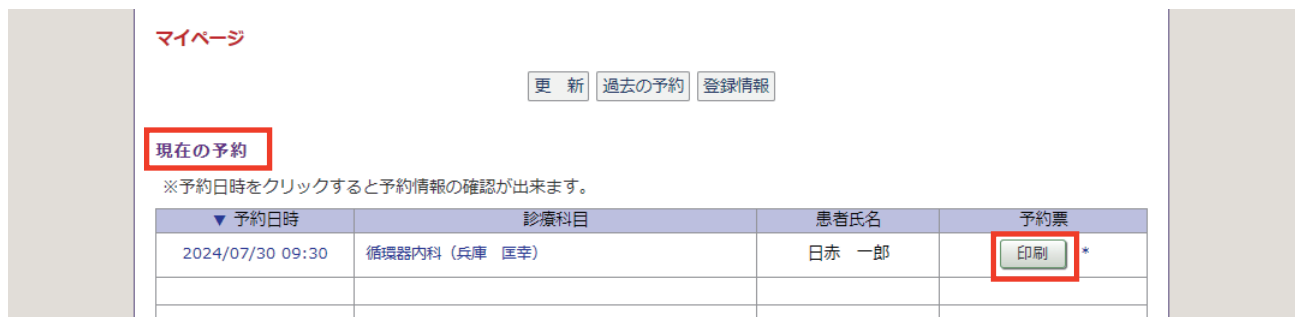 マイページ
更　新 過去の予約 登録情報
現在の予約
※予約日時をクリックすると予約情報の確認が出来ます。
▼ 予約日時 診療科目 患者氏名 予約票
2024/07/30 09:30 循環器内科（兵庫　匡幸） 日赤　一郎 印刷 *